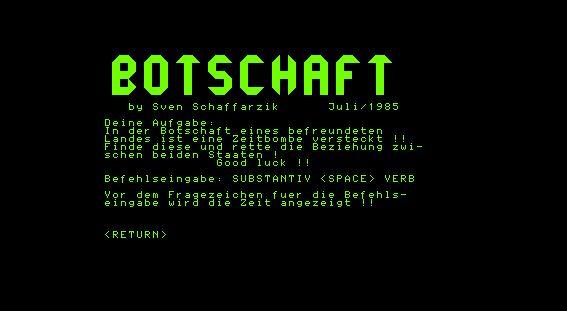 BOTSCHAFT
by Sven Schaffarzik Juli/1985
Deine Aufgabe:
In der Botschaft eines befreundeten
Landes ist eine Zeitbombe versteckt !!
Finde diese und rette die Beziehung zwi-
schen beiden Staaten !
Good luck !!
Befehlseingabe: SUBSTANTIV <SPACE> VERB
Vor dem Fragezeichen fuer die Befehls-
eingabe wird die Zeit angezeigt !!
<RETURN>